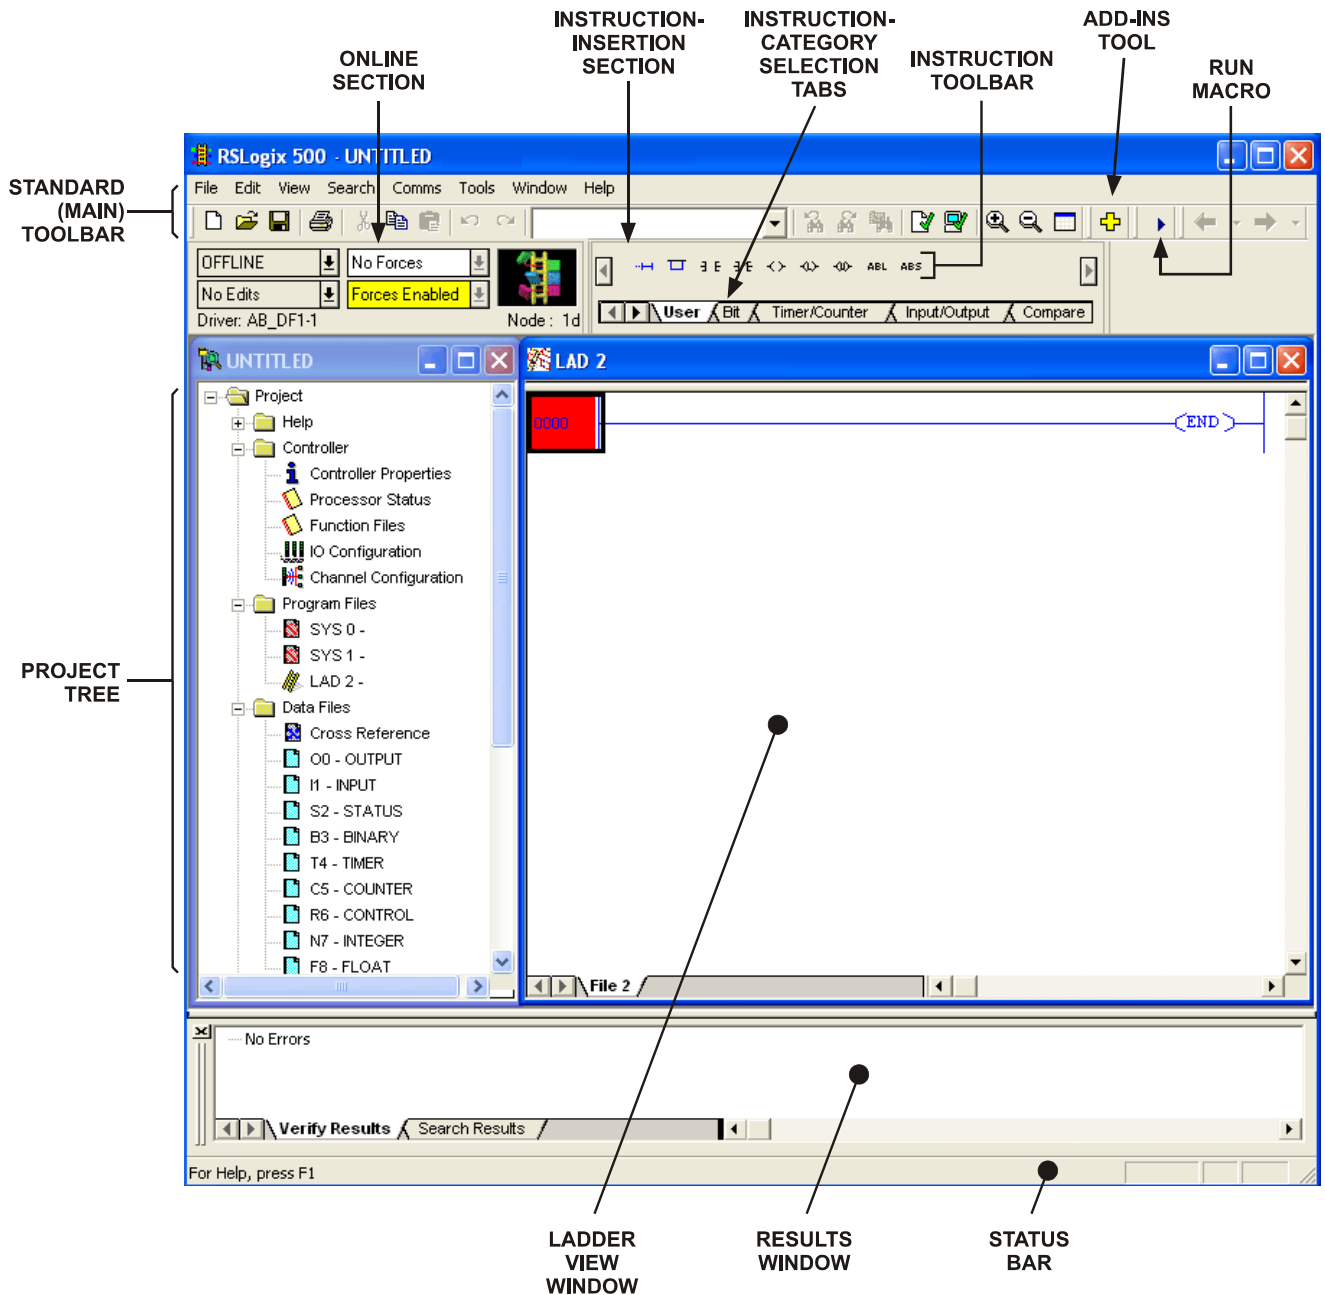 INSTRUCTION-
INSERTION
SECTION
INSTRUCTION-
CATEGORY
SELECTION
TABS
ADD-INS
TOOL
ONLINE
SECTION
INSTRUCTION
TOOLBAR
RUN
MACRO
RSLogix 500 - UNTITLED
STANDARD
(MAIN)
TOOLBAR
File Edit View Search Comms Tools Window Help
OFFLINE No Forces
No Edits Forces Enabled
Driver: AB_DF1-1 Node : 1d
ABL ABS
User Bit Timer/Counter Input/Output Compare
UNTITLED
LAD 2
Project
Help
Controller
Controller Properties
Processor Status
Function Files
IO Configuration
Channel Configuration
Program Files
SYS 0 -
SYS 1 -
LAD 2 -
Data Files
Cross Reference
O0 - OUTPUT
I1 - INPUT
S2 - STATUS
B3 - BINARY
T4 - TIMER
C5 - COUNTER
R6 - CONTROL
N7 - INTEGER
F8 - FLOAT
PROJECT
TREE
0000
END
File 2
No Errors
Verify Results Search Results
For Help, press F1
LADDER
VIEW
WINDOW
RESULTS
WINDOW
STATUS
BAR